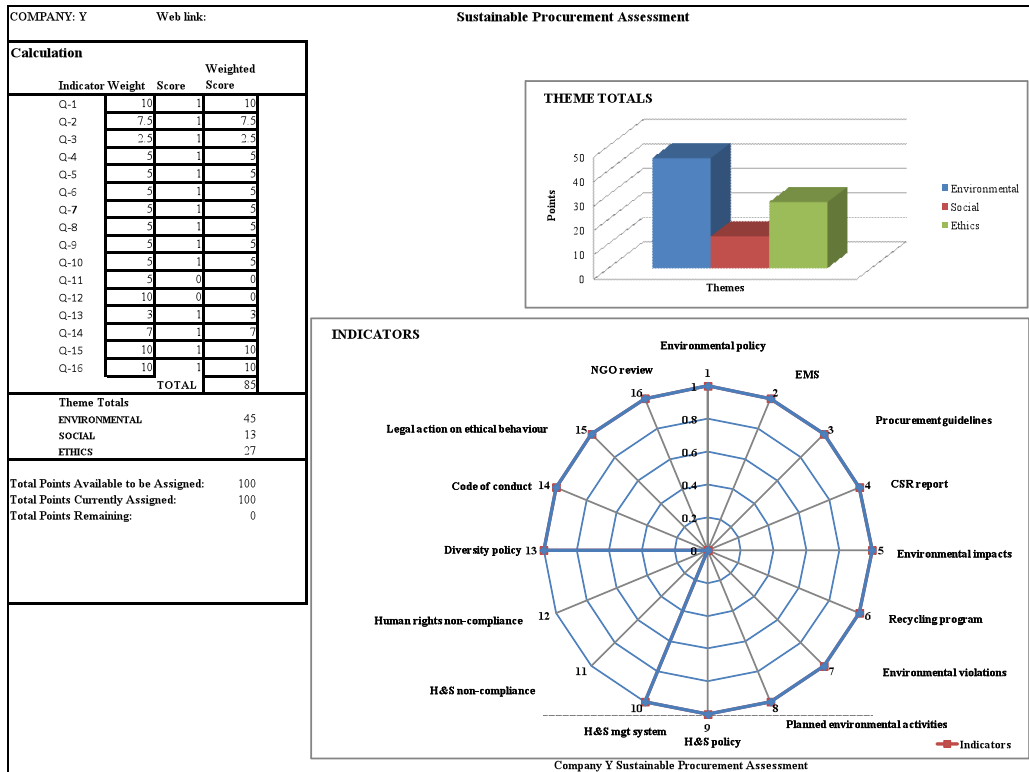 COMPANY: Y Web link: Sustainable Procurement Assessment
Calculation
Indicator Weight Score Weighted Score
Q-1 10 1 10
Q-2 7.5 1 7.5
Q-3 2.5 1 2.5
Q-4 5 1 5
Q-5 5 1 5
Q-6 5 1 5
Q-7 5 1 5
Q-8 5 1 5
Q-9 5 1 5
Q-10 5 1 5
Q-11 5 0 0
Q-12 10 0 0
Q-13 3 1 3
Q-14 7 1 7
Q-15 10 1 10
Q-16 10 1 10
TOTAL 85
Theme Totals
ENVIRONMENTAL 45
SOCIAL 13
ETHICS 27
Total Points Available to be Assigned: 100
Total Points Currently Assigned: 100
Total Points Remaining: 0
THEME TOTALS
Points
50
40
30
20
10
0
Themes
Environmental
Social
Ethics
INDICATORS
Environmental policy
1
EMS
2
Procurement guidelines
3
CSR report
4
Environmental impacts
5
Recycling program
6
Environmental violations
7
Planned environmental activities
8
H&S policy
9
H&S mgt system
10
H&S non-compliance
11
Human rights non-compliance
12
Diversity policy
13
Code of conduct
14
Legal action on ethical behaviour
15
NGO review
16
1
0.8
0.6
0.4
0.2
0
Indicators
Company Y Sustainable Procurement Assessment